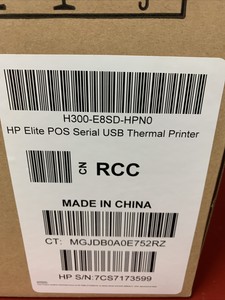 H300-E8SD-HPN0
HP Elite POS Serial USB Thermal Printer
CN RCC
MADE IN CHINA
CT: MGJDB0A0E752RZ
HP S/N:7CS7173599